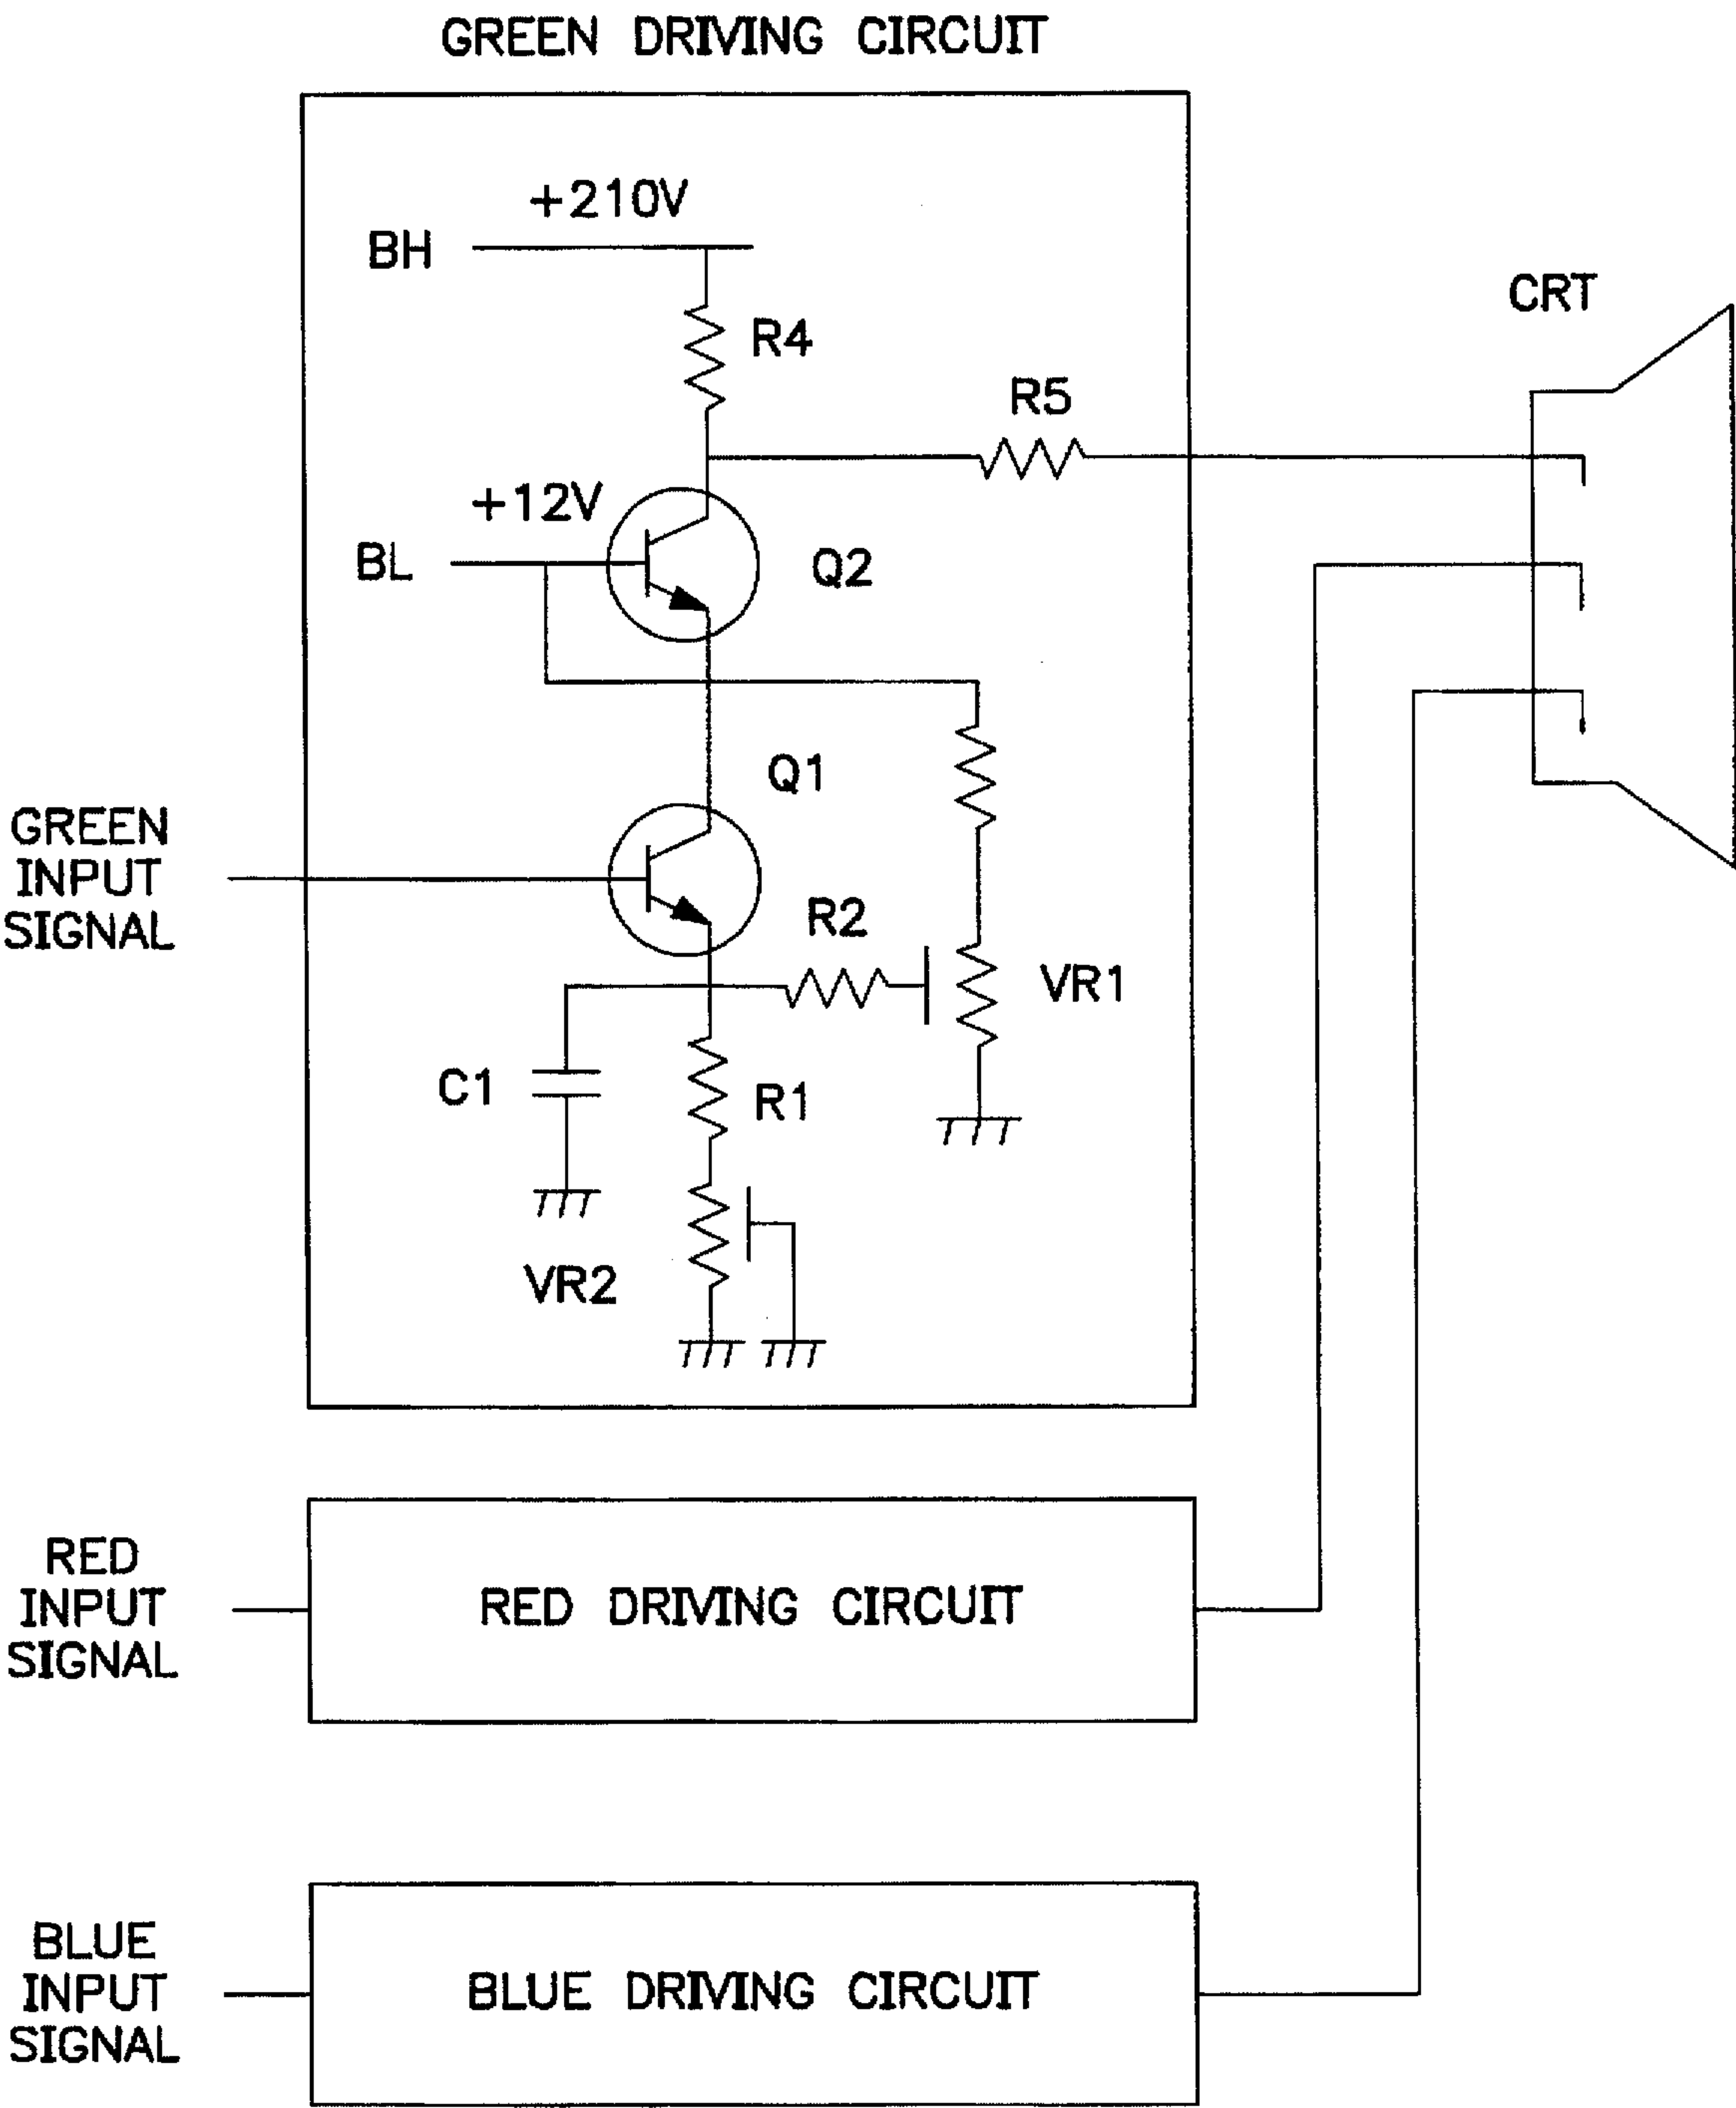 GREEN DRIVING CIRCUIT
+210V
BH
CRT
R4
R5
+12V
BL
Q2
Q1
GREEN
INPUT
SIGNAL
R2
VR1
C1
R1
VR2
RED
INPUT
SIGNAL
RED DRIVING CIRCUIT
BLUE
INPUT
SIGNAL
BLUE DRIVING CIRCUIT